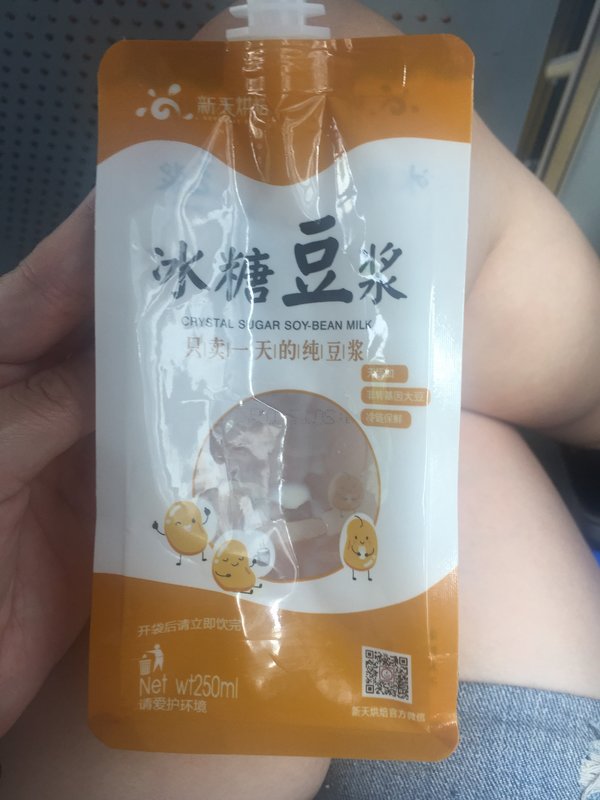 新天烘焙
冰糖豆浆
CRYSTAL SUGAR SOY-BEAN MILK
只卖一天的纯豆浆
非转基因大豆
冷链保鲜
开袋后请立即饮完
Net wt250ml
请爱护环境
新天烘焙官方微信